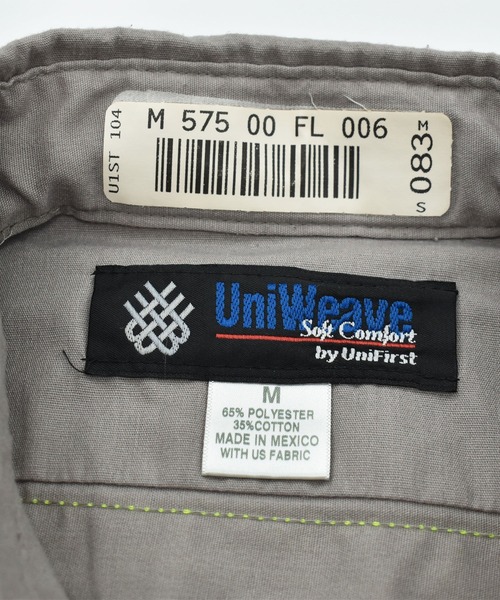 U1ST 104
M 575 00 FL 006
M
083
S
UniWeave
Soft Comfort
by UniFirst
M
65% POLYESTER
35%COTTON
MADE IN MEXICO
WITH US FABRIC